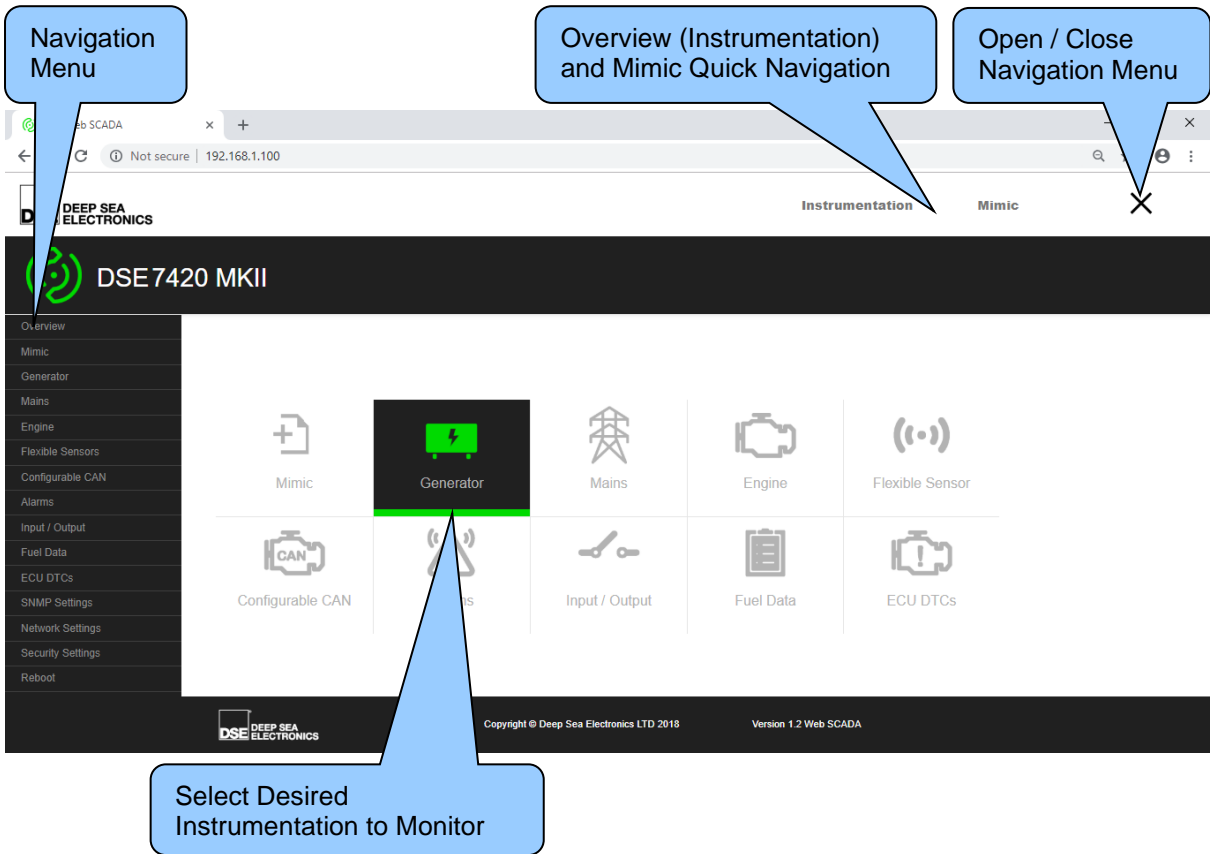 Navigation
Menu
Overview (Instrumentation)
and Mimic Quick Navigation
Open / Close
Navigation Menu
eb SCADA
Not secure | 192.168.1.100
DEEP SEA
ELECTRONICS
Instrumentation
Mimic
DSE7420 MKII
Overview
Mimic
Generator
Mains
Engine
Flexible Sensors
Configurable CAN
Alarms
Input / Output
Fuel Data
ECU DTCs
SNMP Settings
Network Settings
Security Settings
Reboot
Mimic
Generator
Mains
Engine
Flexible Sensor
CAN
Configurable CAN
Input / Output
Fuel Data
ECU DTCs
DSE DEEP SEA
ELECTRONICS
Copyright © Deep Sea Electronics LTD 2018
Version 1.2 Web SCADA
Select Desired
Instrumentation to Monitor